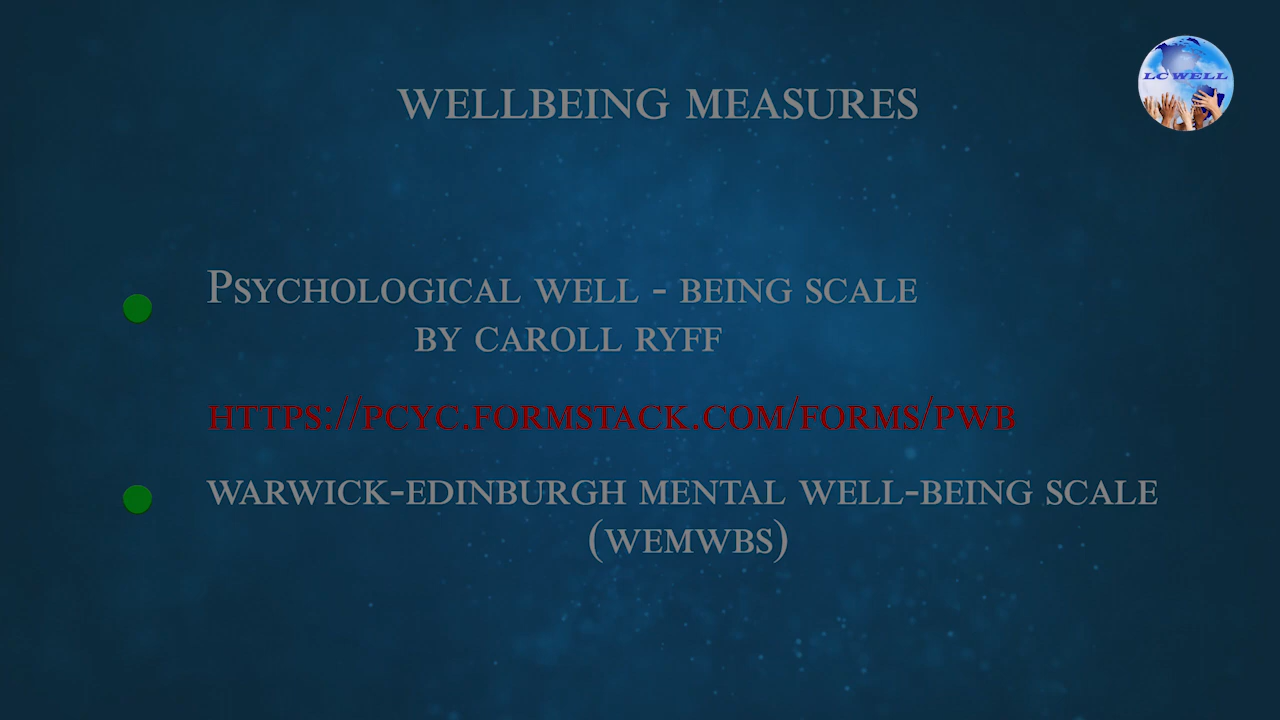 LC WELL
WELLBEING MEASURES
PSYCHOLOGICAL WELL - BEING SCALE
BY CAROLL RYFF
HTTPS://PCYC.FORMSTACK.COM/FORMS/PWB
WARWICK-EDINBURGH MENTAL WELL-BEING SCALE
(WEMWBS)